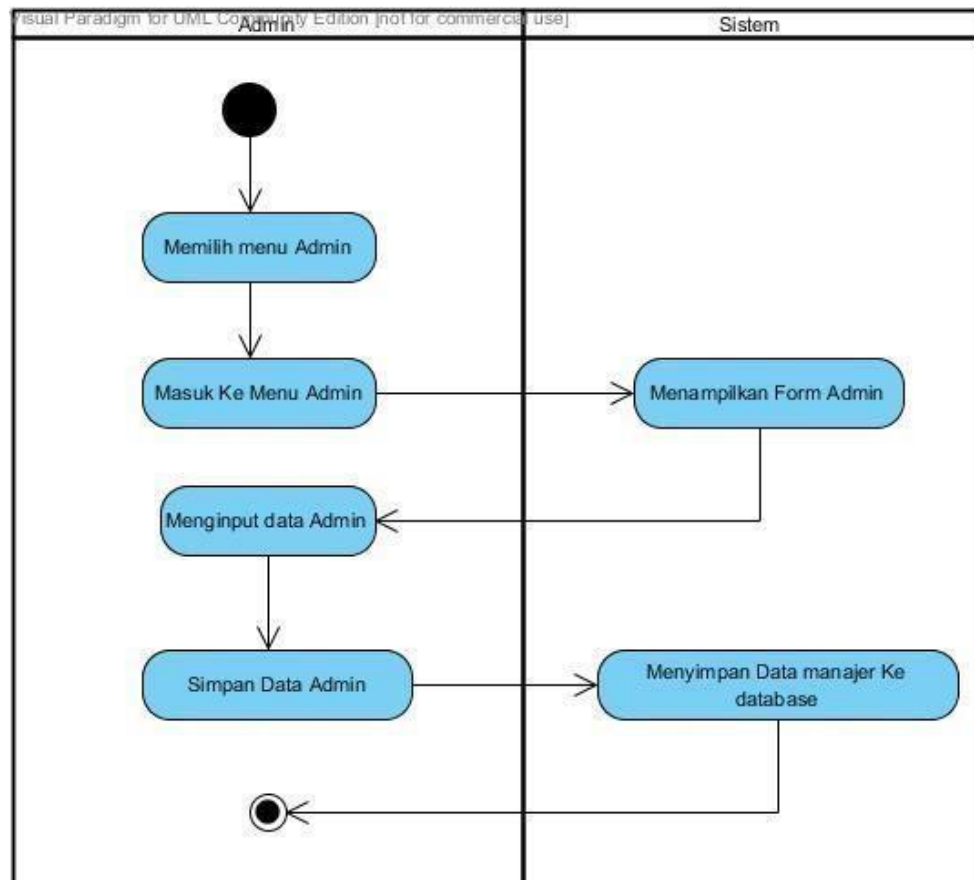 Visual Paradigm for UML Community Edition [not for commercial use]
Admin
Sistem
Memilih menu Admin
Masuk Ke Menu Admin
Menampilkan Form Admin
Menginput data Admin
Simpan Data Admin
Menyimpan Data manajer Ke
database